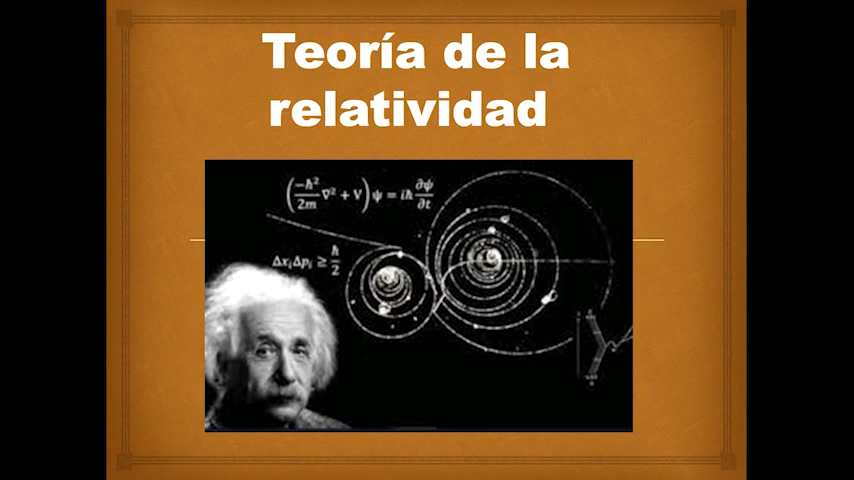 Teoría de la
relatividad
(-ħ²/2m ∇² + V) ψ = iħ ∂ψ/∂t
Δxᵢ Δpᵢ ≥ ħ/2